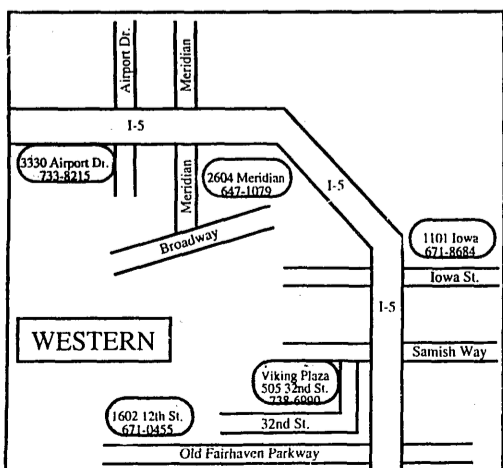 Airport Dr.
Meridian
I-5
3330 Airport Dr.
733-8215
Meridian
2604 Meridian
647-1079
I-5
Broadway
1101 Iowa
671-8684
Iowa St.
I-5
WESTERN
Samish Way
Viking Plaza
505 32nd St.
738-6990
1602 12th St.
671-0455
32nd St.
Old Fairhaven Parkway